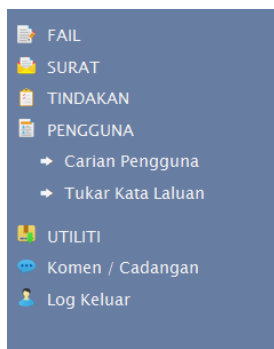 FAIL
SURAT
TINDAKAN
PENGGUNA
Carian Pengguna
Tukar Kata Laluan
UTILITI
Komen / Cadangan
Log Keluar